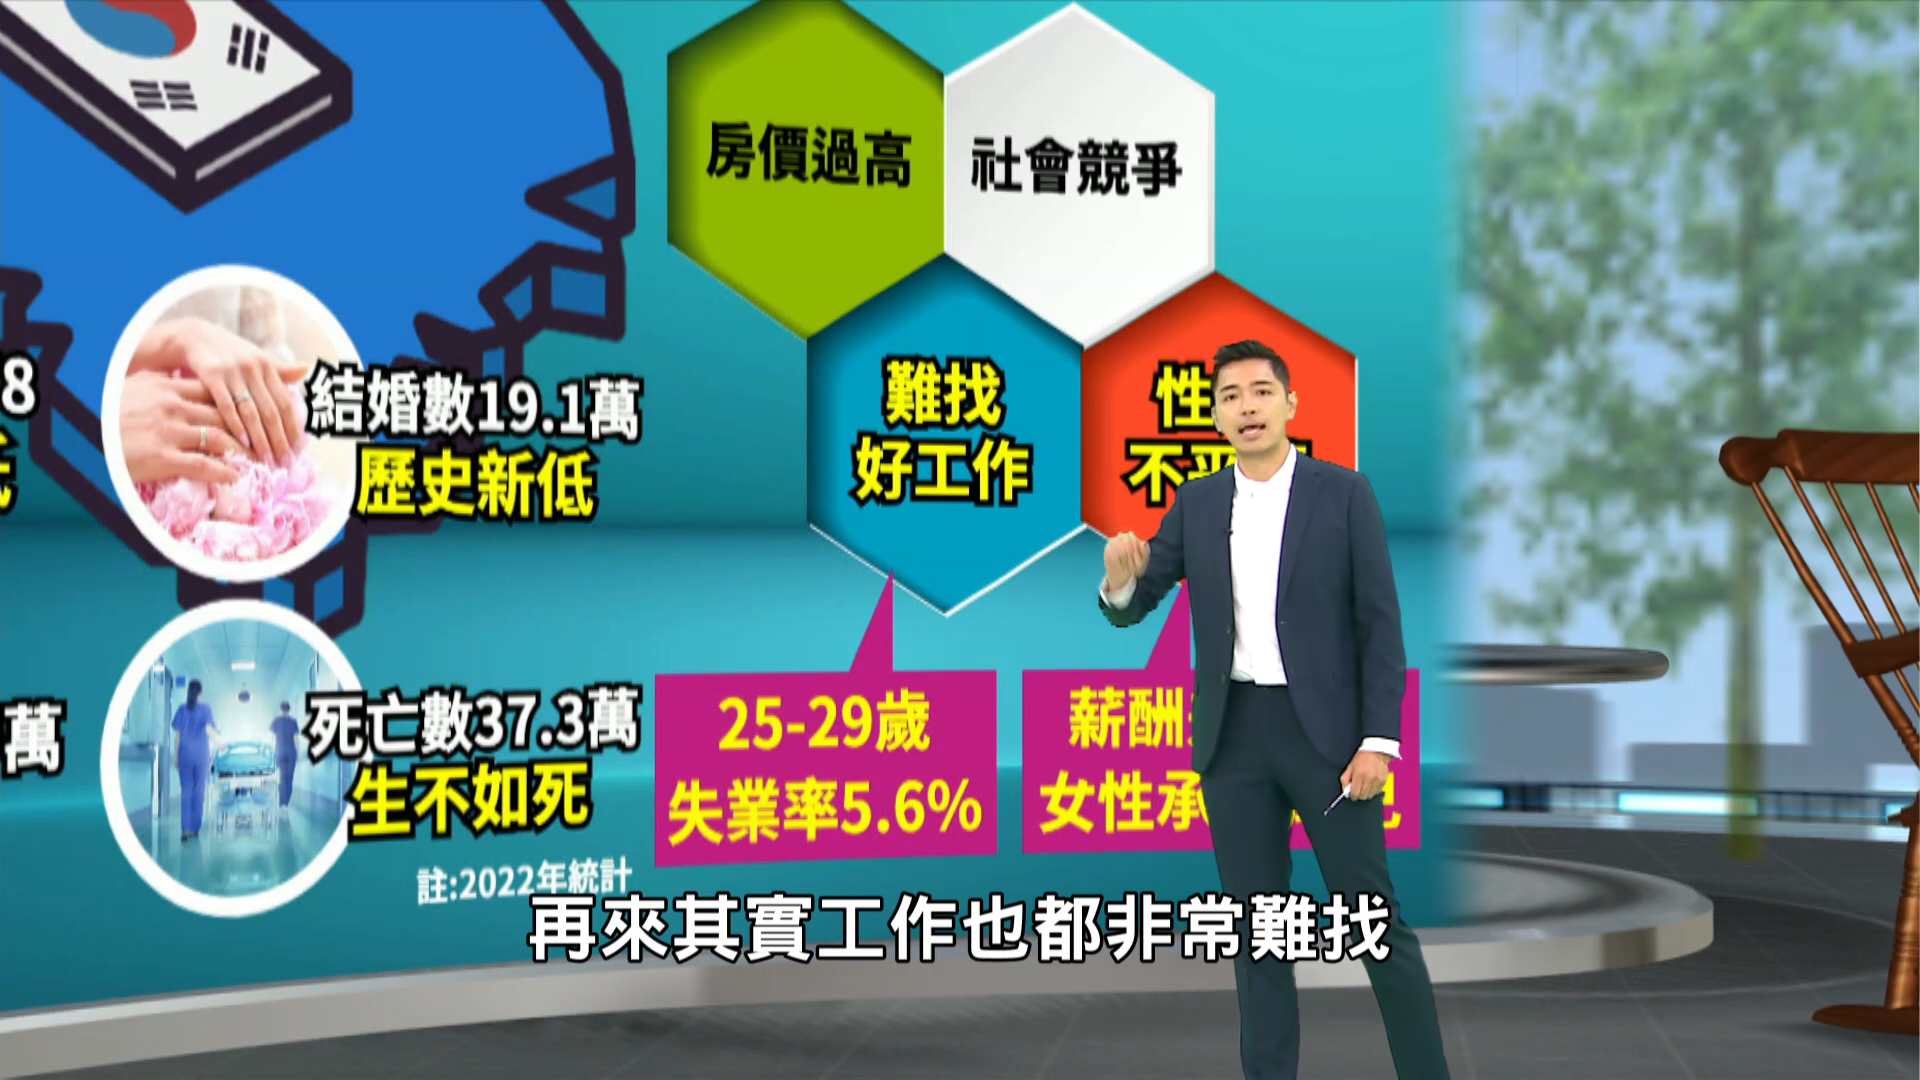 房價過高
社會競爭
8
結婚數19.1萬
歷史新低
難找
好工作
性
不平
萬
死亡數37.3萬
生不如死
註:2022年統計
25-29歲
失業率5.6%
薪酬
女性承
再來其實工作也都非常難找